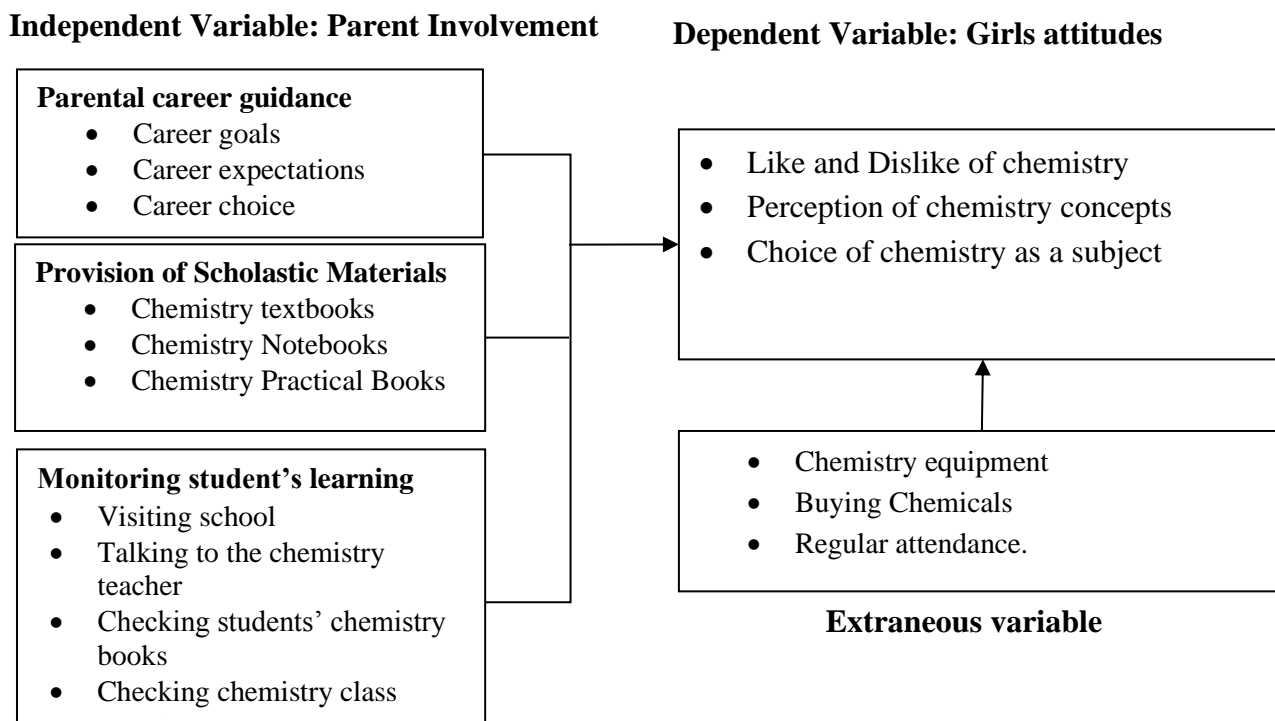 Independent Variable: Parent Involvement
Parental career guidance
• Career goals
• Career expectations
• Career choice
Provision of Scholastic Materials
• Chemistry textbooks
• Chemistry Notebooks
• Chemistry Practical Books
Monitoring student’s learning
• Visiting school
• Talking to the chemistry
teacher
• Checking students’ chemistry
books
• Checking chemistry class
Dependent Variable: Girls attitudes
• Like and Dislike of chemistry
• Perception of chemistry concepts
• Choice of chemistry as a subject
• Chemistry equipment
• Buying Chemicals
• Regular attendance.
Extraneous variable